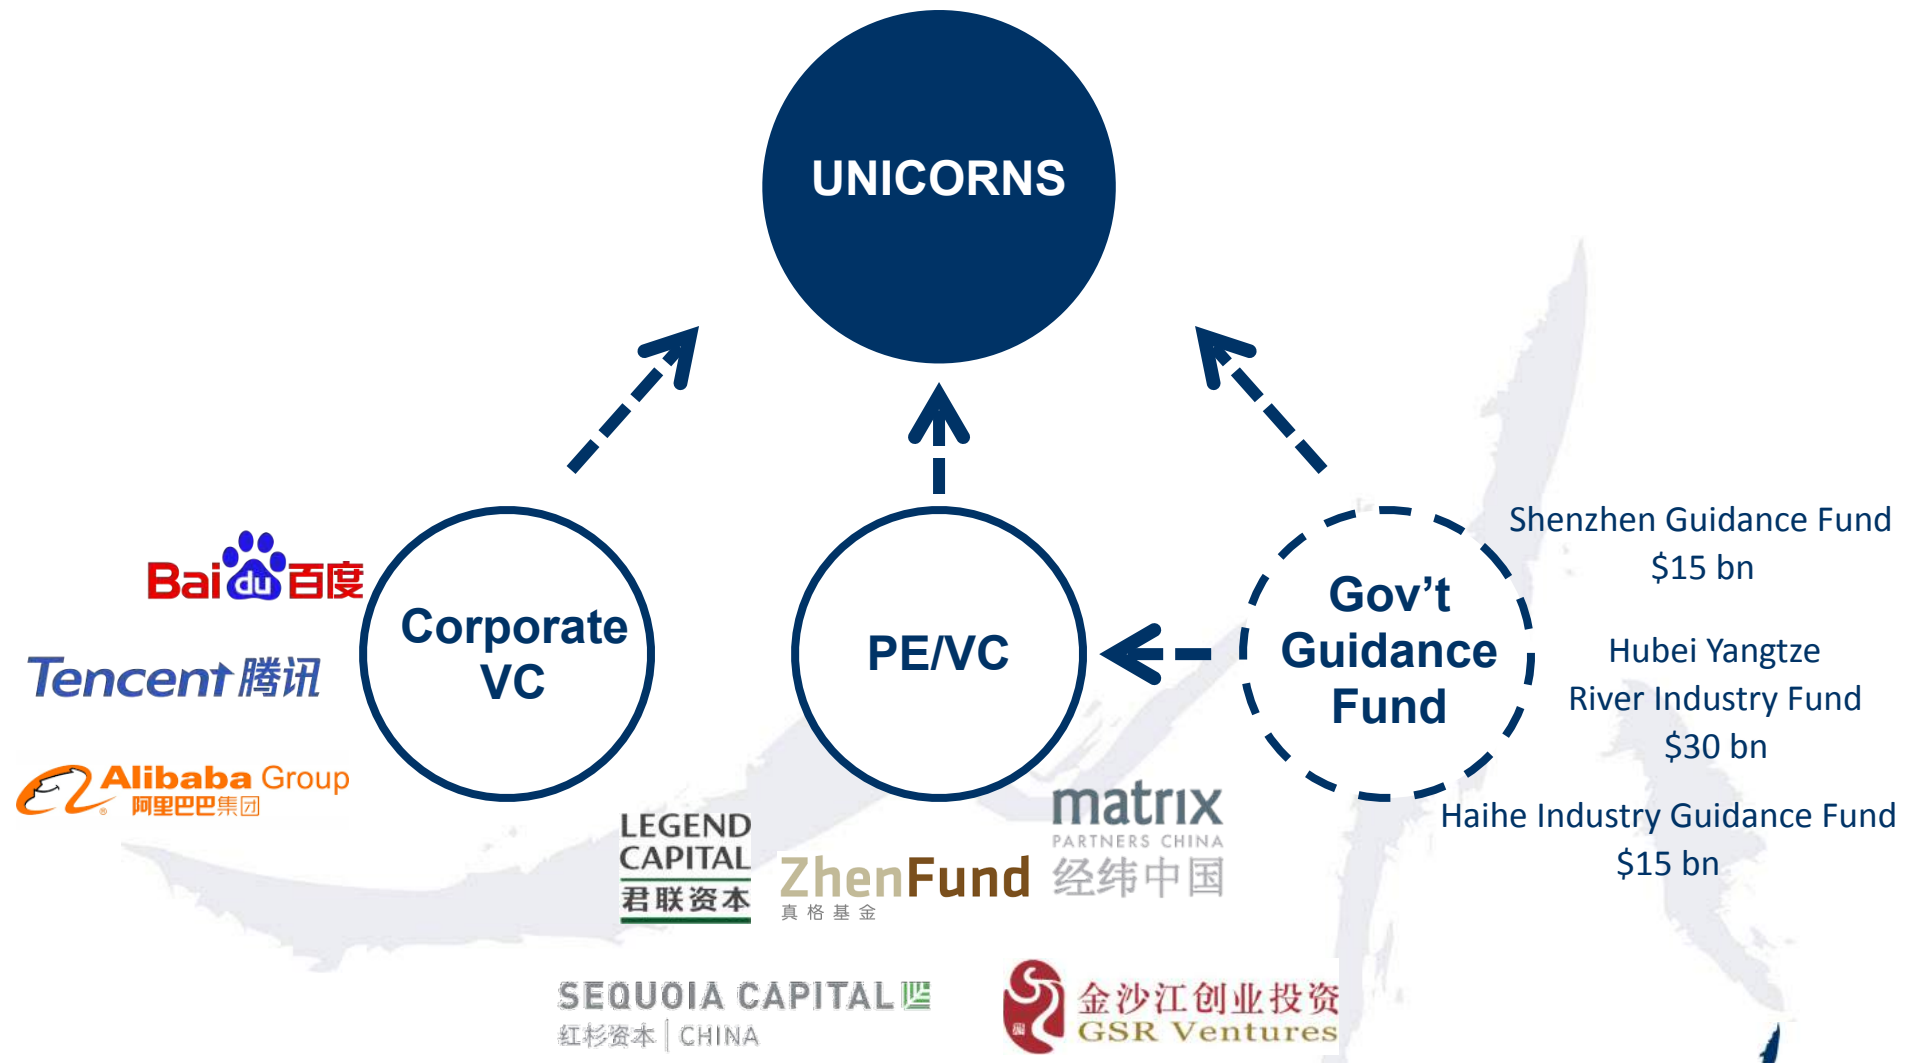 UNICORNS
Bai du 百度
Tencent 腾讯
Alibaba Group
阿里巴巴集团
Corporate
VC
PE/VC
Gov't
Guidance
Fund
Shenzhen Guidance Fund
$15 bn
Hubei Yangtze
River Industry Fund
$30 bn
Haihe Industry Guidance Fund
$15 bn
LEGEND
CAPITAL
君联资本
ZhenFund
真格基金
matrix
PARTNERS CHINA
经纬中国
SEQUOIA CAPITAL
红杉资本 | CHINA
金沙江创业投资
GSR Ventures